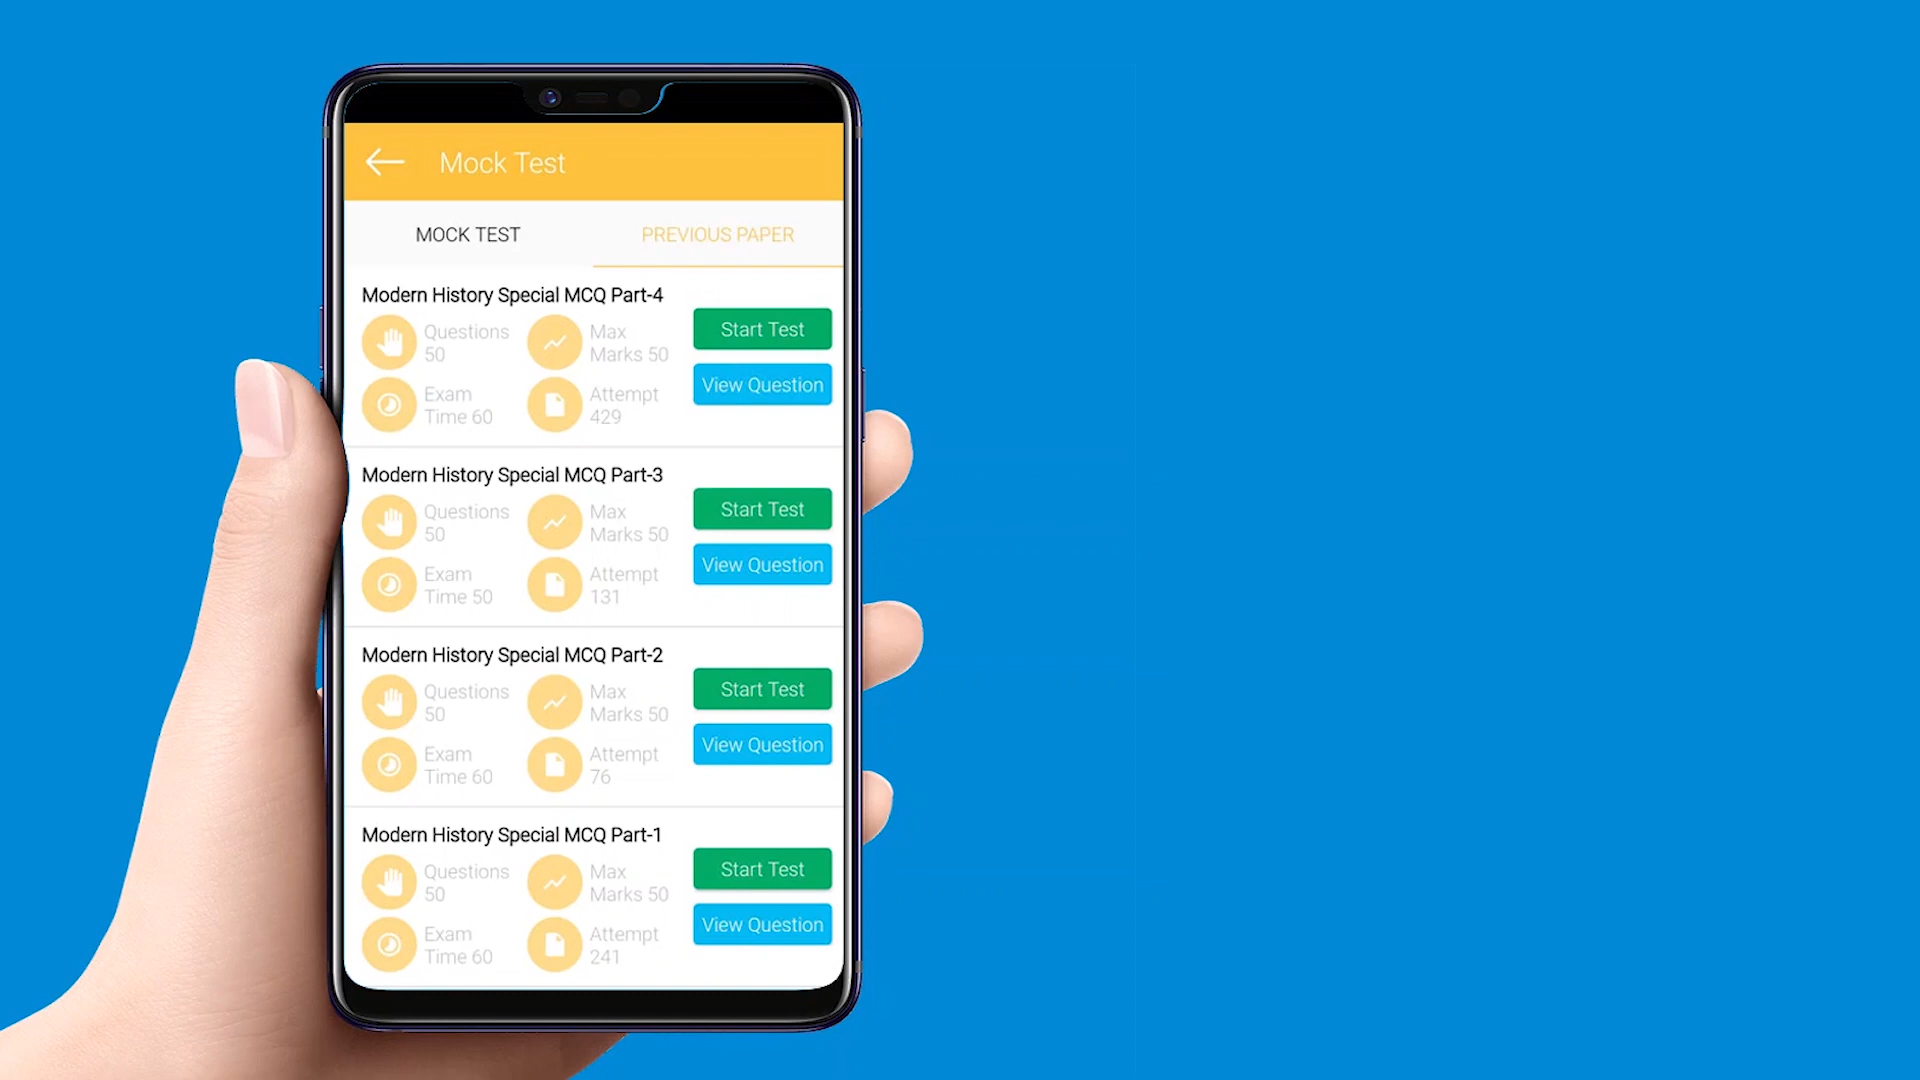 Mock Test
MOCK TEST
PREVIOUS PAPER
Modern History Special MCQ Part-4
Questions
50
Max
Marks 50
Exam
Time 60
Attempt
429
Start Test
View Question
Modern History Special MCQ Part-3
Questions
50
Max
Marks 50
Exam
Time 50
Attempt
131
Start Test
View Question
Modern History Special MCQ Part-2
Questions
50
Max
Marks 50
Exam
Time 60
Attempt
76
Start Test
View Question
Modern History Special MCQ Part-1
Questions
50
Max
Marks 50
Exam
Time 60
Attempt
241
Start Test
View Question